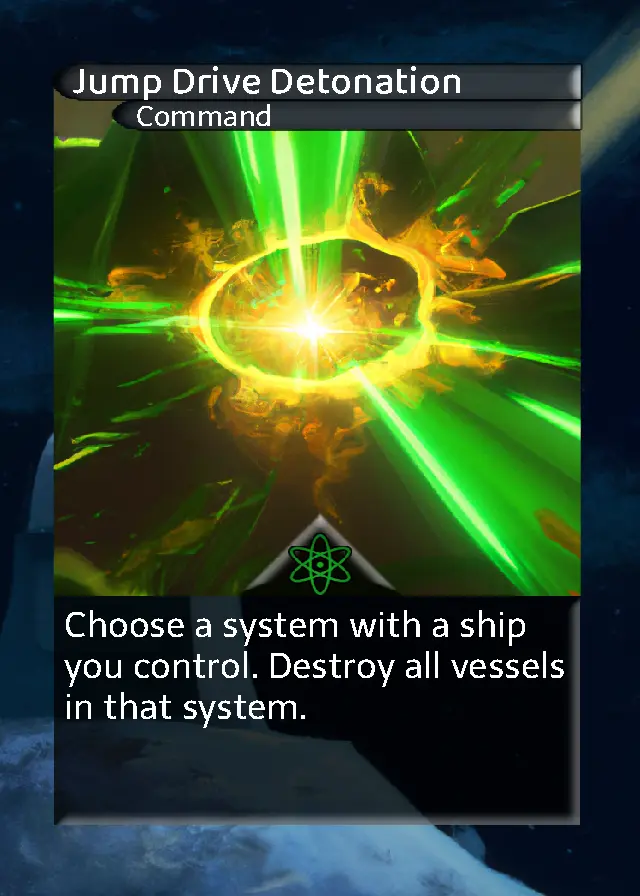 Jump Drive Detonation
Command
Choose a system with a ship
you control. Destroy all vessels
in that system.